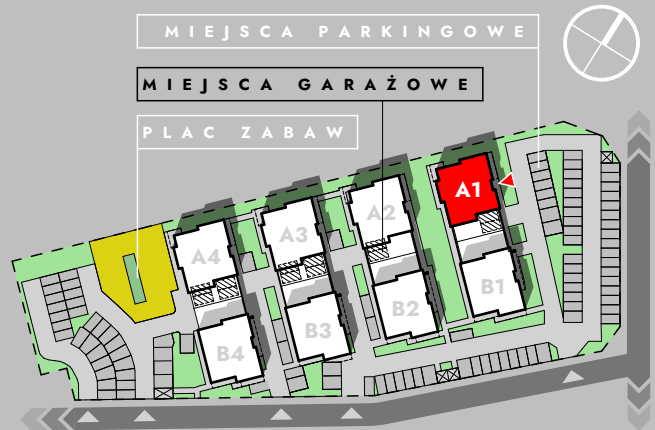 MIEJSCA PARKINGOWE
MIEJSCA GARAŻOWE
PLAC ZABAW
A1
A2
A3
A4
B1
B2
B3
B4